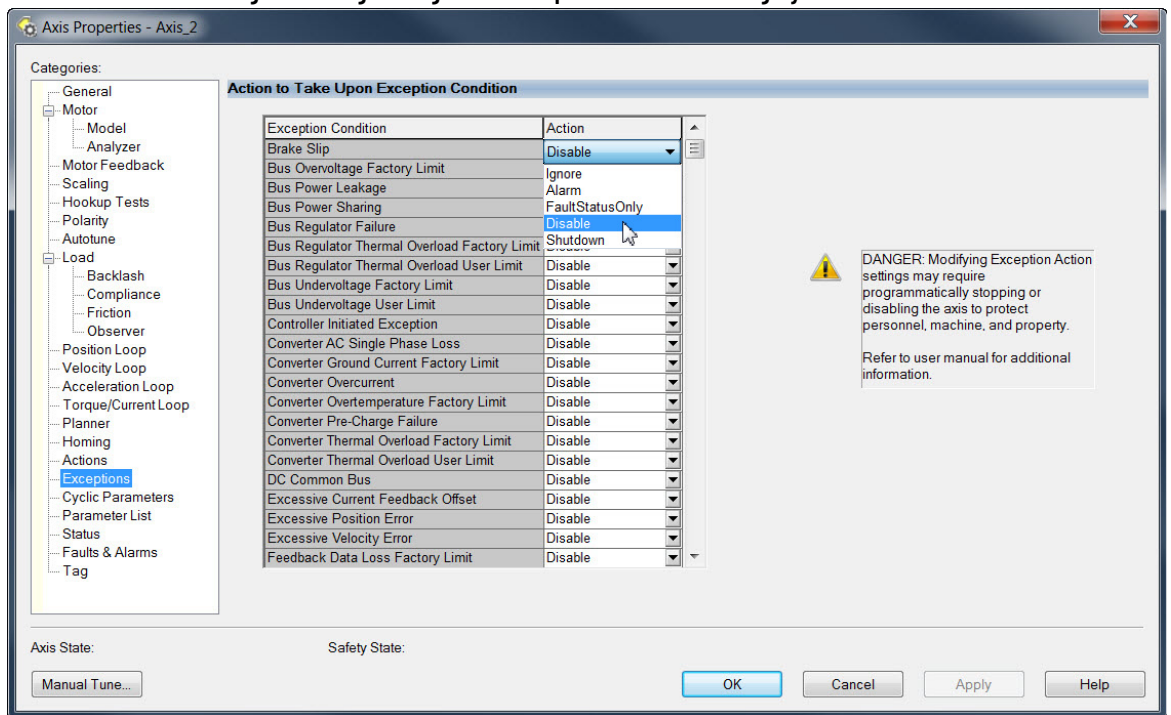 Axis Properties - Axis_2
X
Categories:
General
Motor
Model
Analyzer
Motor Feedback
Scaling
Hookup Tests
Polarity
Autotune
Load
Backlash
Compliance
Friction
Observer
Position Loop
Velocity Loop
Acceleration Loop
Torque/Current Loop
Planner
Homing
Actions
Exceptions
Cyclic Parameters
Parameter List
Status
Faults & Alarms
Tag
Action to Take Upon Exception Condition
Exception Condition Action
Brake Slip Disable
Bus Overvoltage Factory Limit
Bus Power Leakage
Bus Power Sharing
Bus Regulator Failure
Bus Regulator Thermal Overload Factory Limit
Ignore
Alarm
FaultStatusOnly
Disable
Shutdown
Bus Regulator Thermal Overload User Limit Disable
Bus Undervoltage Factory Limit Disable
Bus Undervoltage User Limit Disable
Controller Initiated Exception Disable
Converter AC Single Phase Loss Disable
Converter Ground Current Factory Limit Disable
Converter Overcurrent Disable
Converter Overtemperature Factory Limit Disable
Converter Pre-Charge Failure Disable
Converter Thermal Overload Factory Limit Disable
Converter Thermal Overload User Limit Disable
DC Common Bus Disable
Excessive Current Feedback Offset Disable
Excessive Position Error Disable
Excessive Velocity Error Disable
Feedback Data Loss Factory Limit Disable
DANGER: Modifying Exception Action
settings may require
programmatically stopping or
disabling the axis to protect
personnel, machine, and property.
Refer to user manual for additional
information.
Axis State:
Safety State:
Manual Tune...
OK
Cancel
Apply
Help